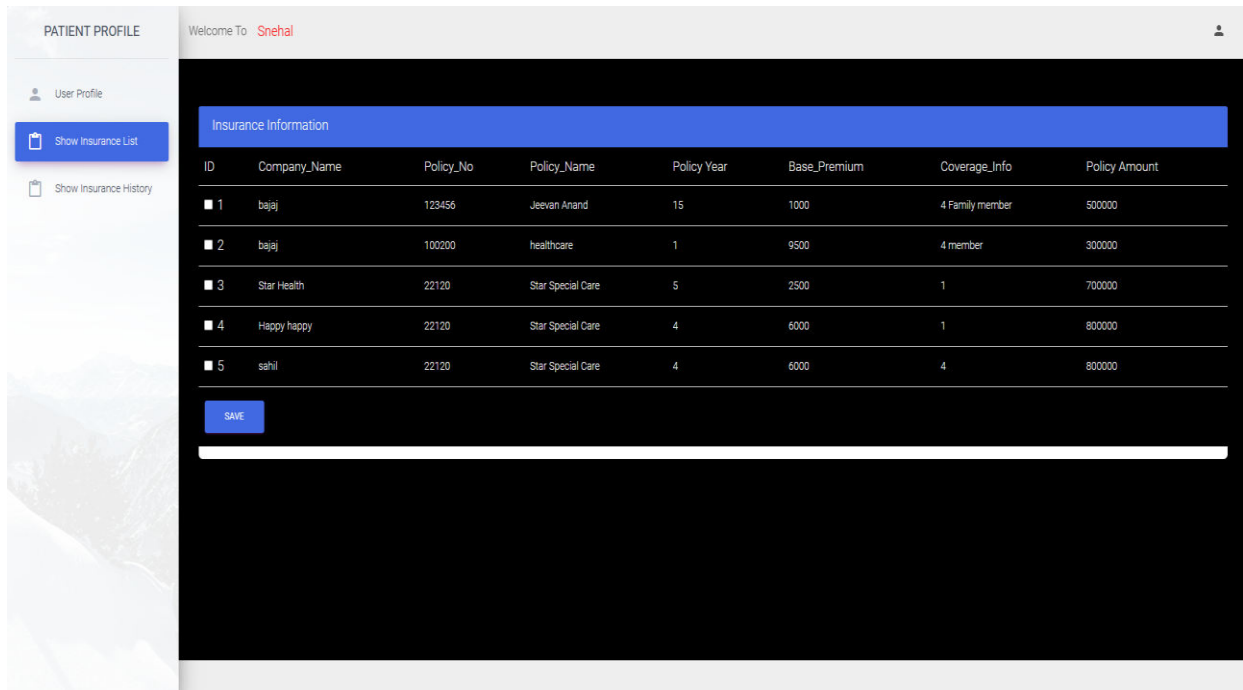 PATIENT PROFILE
Welcome To Snehal
User Profile
Show Insurance List
Show Insurance History
Insurance Information
ID Company_Name Policy_No Policy_Name Policy Year Base_Premium Coverage_Info Policy Amount
1 bajaj 123456 Jeevan Anand 15 1000 4 Family member 500000
2 bajaj 100200 healthcare 1 9500 4 member 300000
3 Star Health 22120 Star Special Care 5 2500 1 700000
4 Happy happy 22120 Star Special Care 4 6000 1 800000
5 sahil 22120 Star Special Care 4 6000 4 800000
SAVE